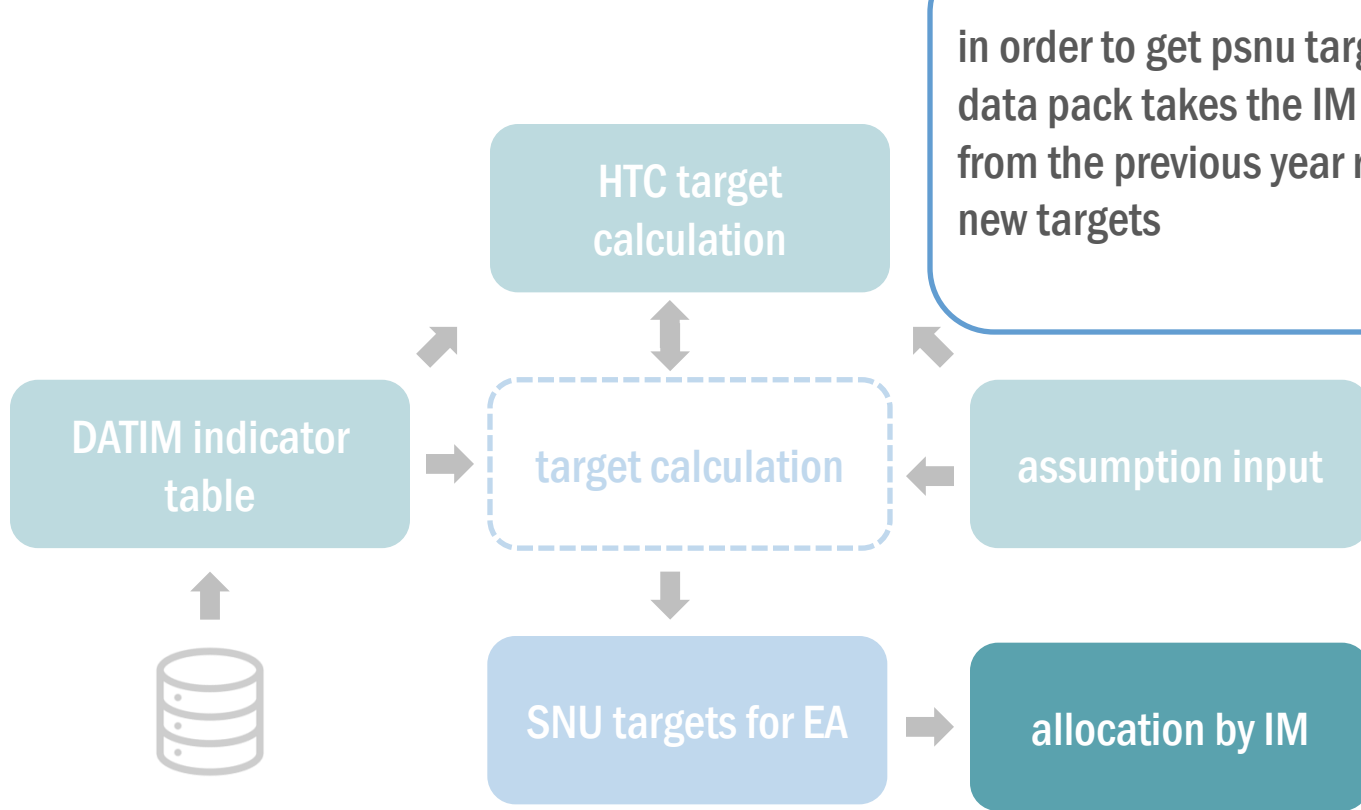 in order to get psnu
data pack takes the IM
from the previous year
new targets
HTC target
calculation
DATIM indicator
table
target calculation
assumption input
SNU targets for EA
allocation by IM